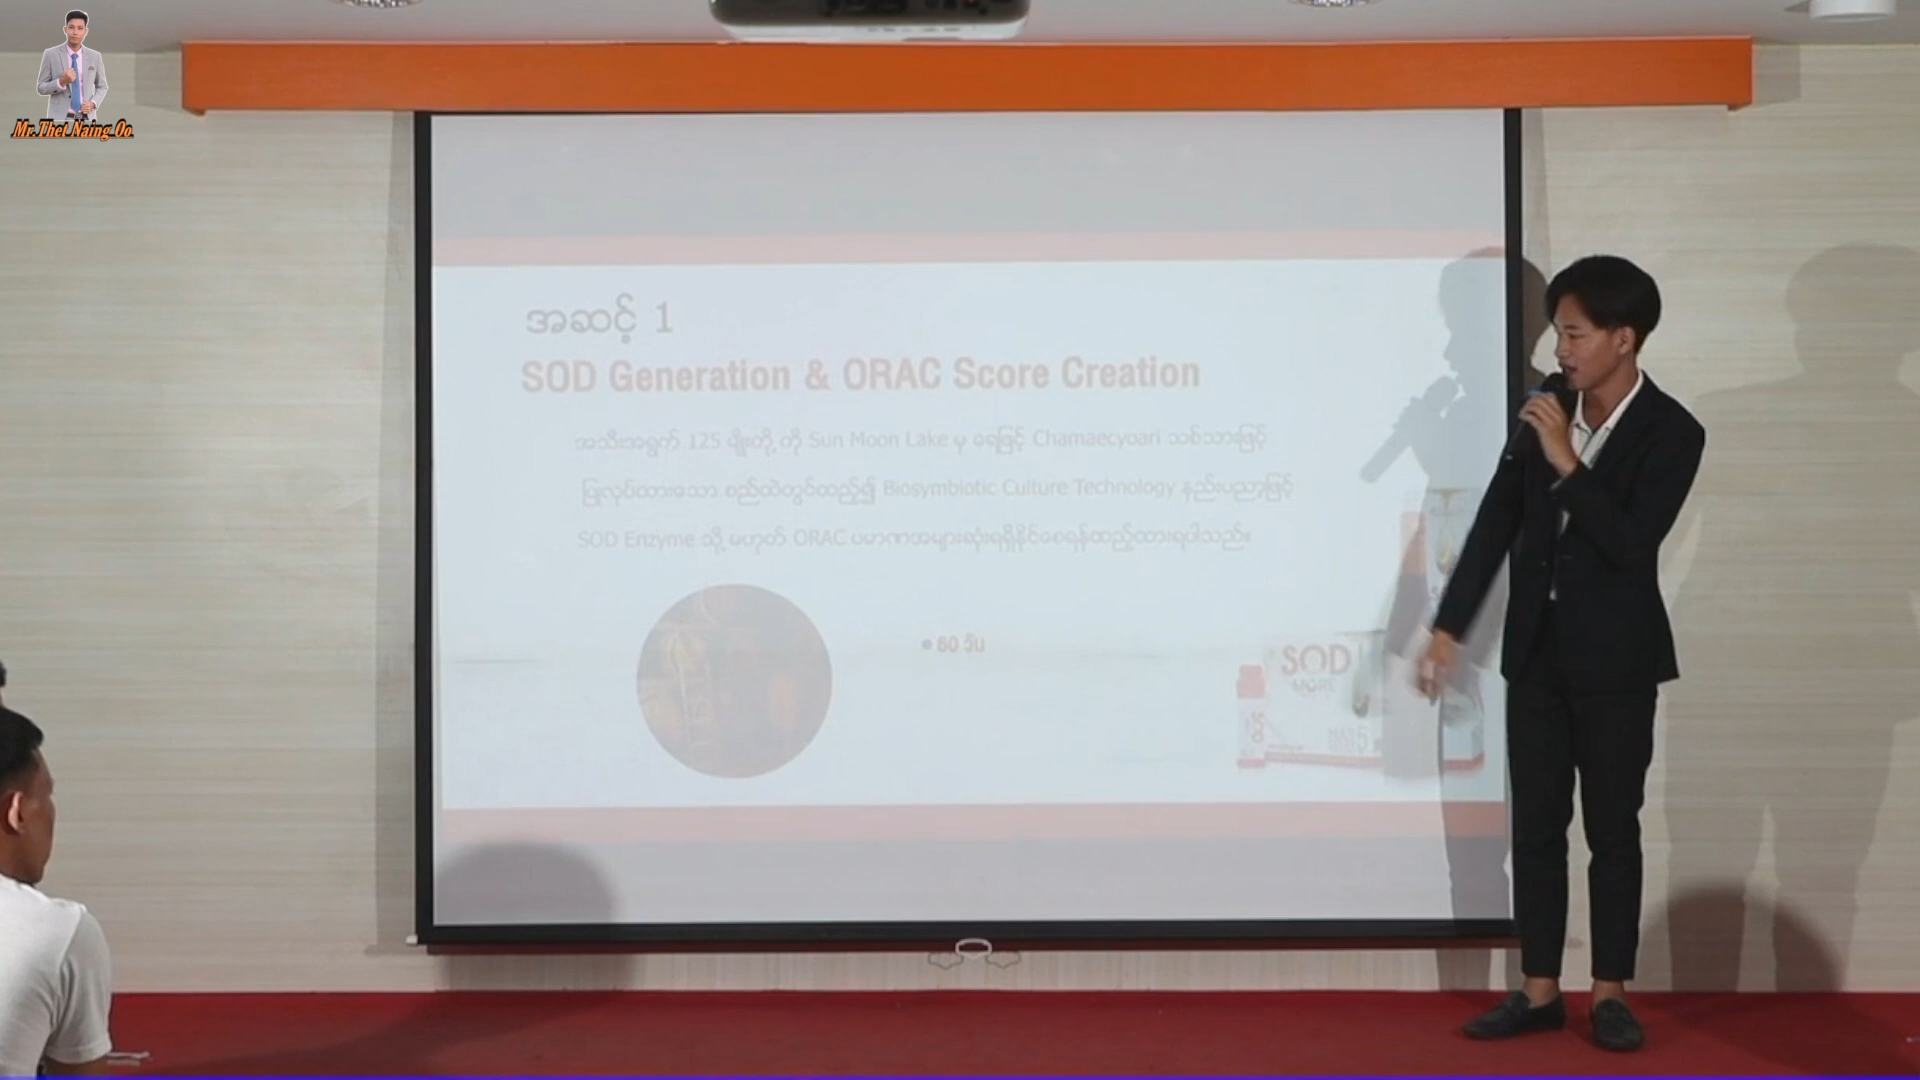 Mr.Thet Naing Oo
အဆင့် 1
SOD Generation & ORAC Score Creation
အသီးအရွက် 125 မျိုးတို့ ကို Sun Moon Lake မှ ရေဖြင့် Chamaecyoari သစ်သားဖြင့်
ပြုလုပ်ထားသော စည်ထဲတွင်ထည့်၍ Biosymbiotic Culture Technology နည်းပညာဖြင့်
SOD Enzyme သို့ မဟုတ် ORAC ပမာဏအများဆုံးရရှိနိုင်စေရန်ထည့်ထားရပါသည်။
• 60 วัน
SOD
MORE